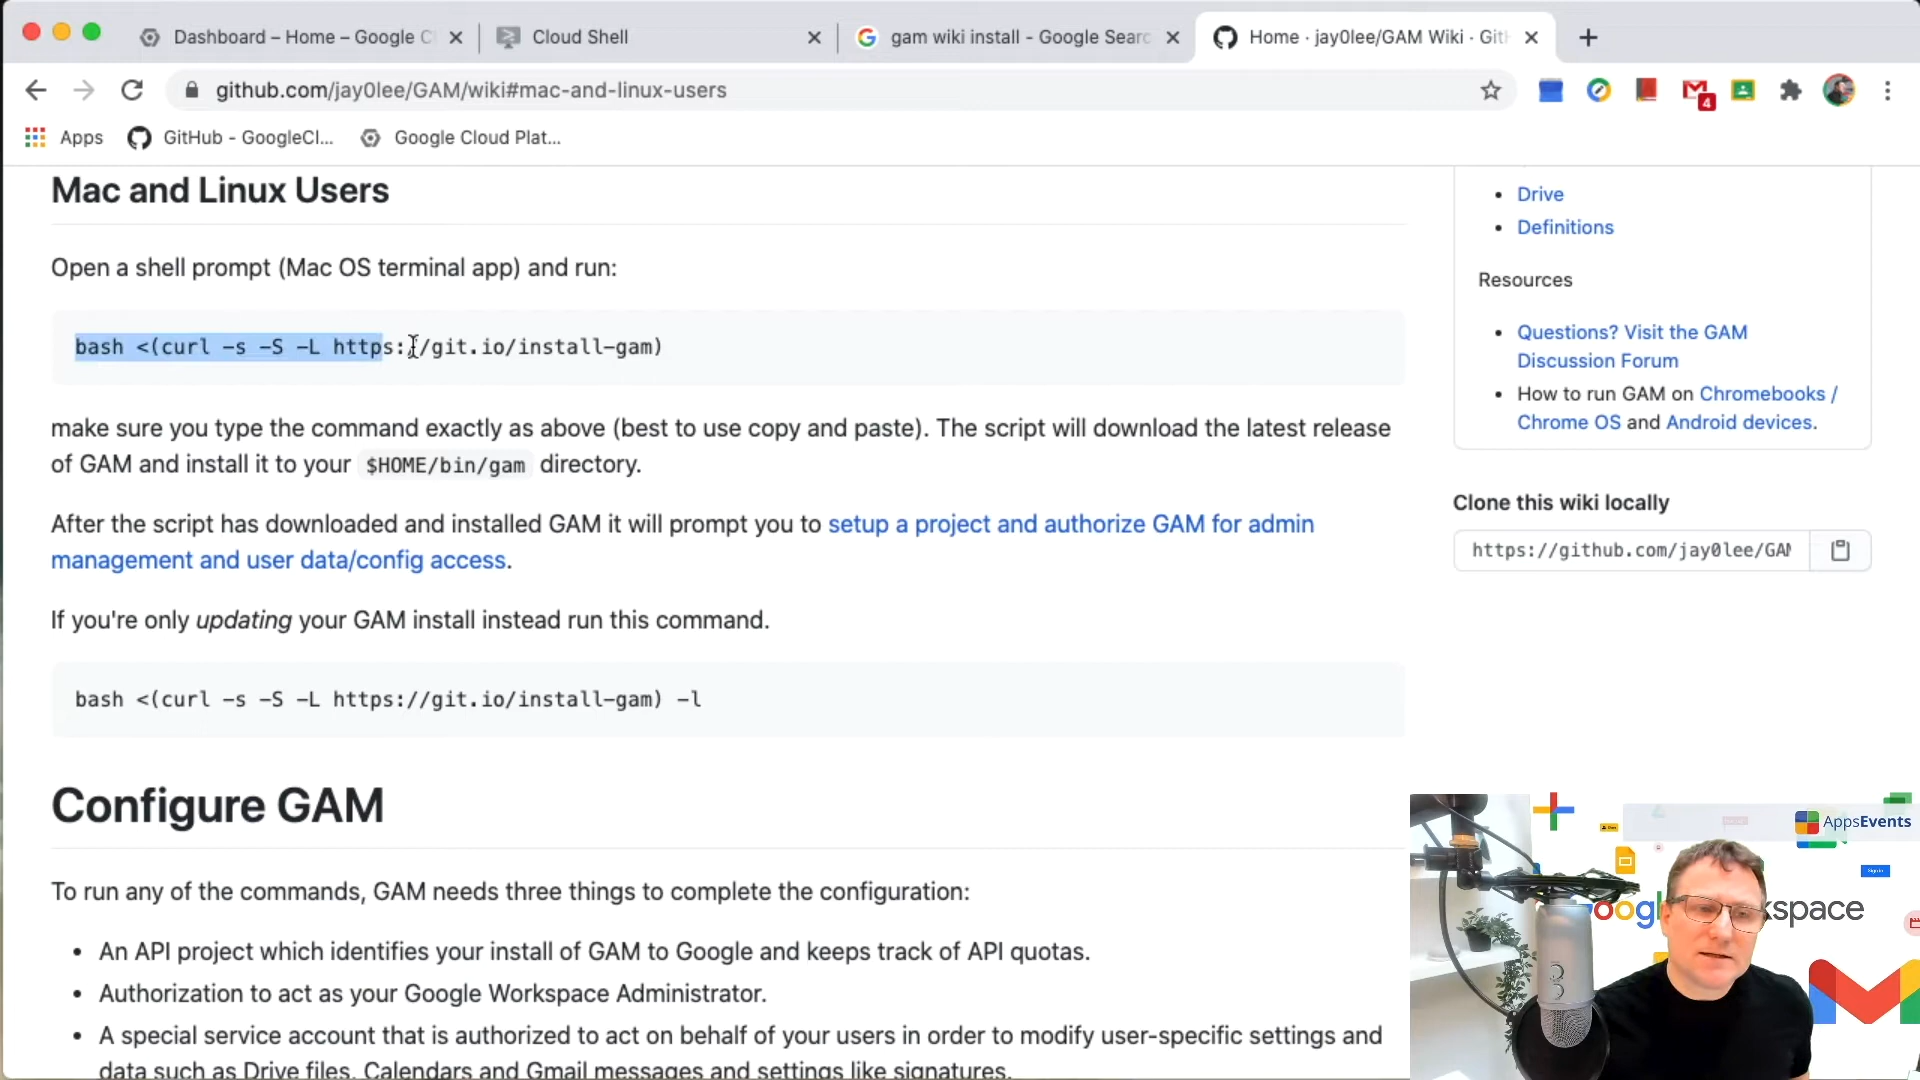 Dashboard – Home – Google C
Cloud Shell
gam wiki install - Google Searc
Home · jay0lee/GAM Wiki · Git
github.com/jay0lee/GAM/wiki#mac-and-linux-users
4
Apps
GitHub - GoogleCl...
Google Cloud Plat...
Mac and Linux Users
Open a shell prompt (Mac OS terminal app) and run:
bash <(curl -s -S -L https://git.io/install-gam)
make sure you type the command exactly as above (best to use copy and paste). The script will download the latest release
of GAM and install it to your $HOME/bin/gam directory.
After the script has downloaded and installed GAM it will prompt you to setup a project and authorize GAM for admin
management and user data/config access.
If you're only updating your GAM install instead run this command.
bash <(curl -s -S -L https://git.io/install-gam) -l
Configure GAM
To run any of the commands, GAM needs three things to complete the configuration:
• An API project which identifies your install of GAM to Google and keeps track of API quotas.
• Authorization to act as your Google Workspace Administrator.
• A special service account that is authorized to act on behalf of your users in order to modify user-specific settings and
data such as Drive files, Calendars and Gmail messages and settings like signatures.
• Drive
• Definitions
Resources
• Questions? Visit the GAM
Discussion Forum
• How to run GAM on Chromebooks /
Chrome OS and Android devices.
Clone this wiki locally
https://github.com/jay0lee/GAM
AppsEvents
Sign in
oogl kspace